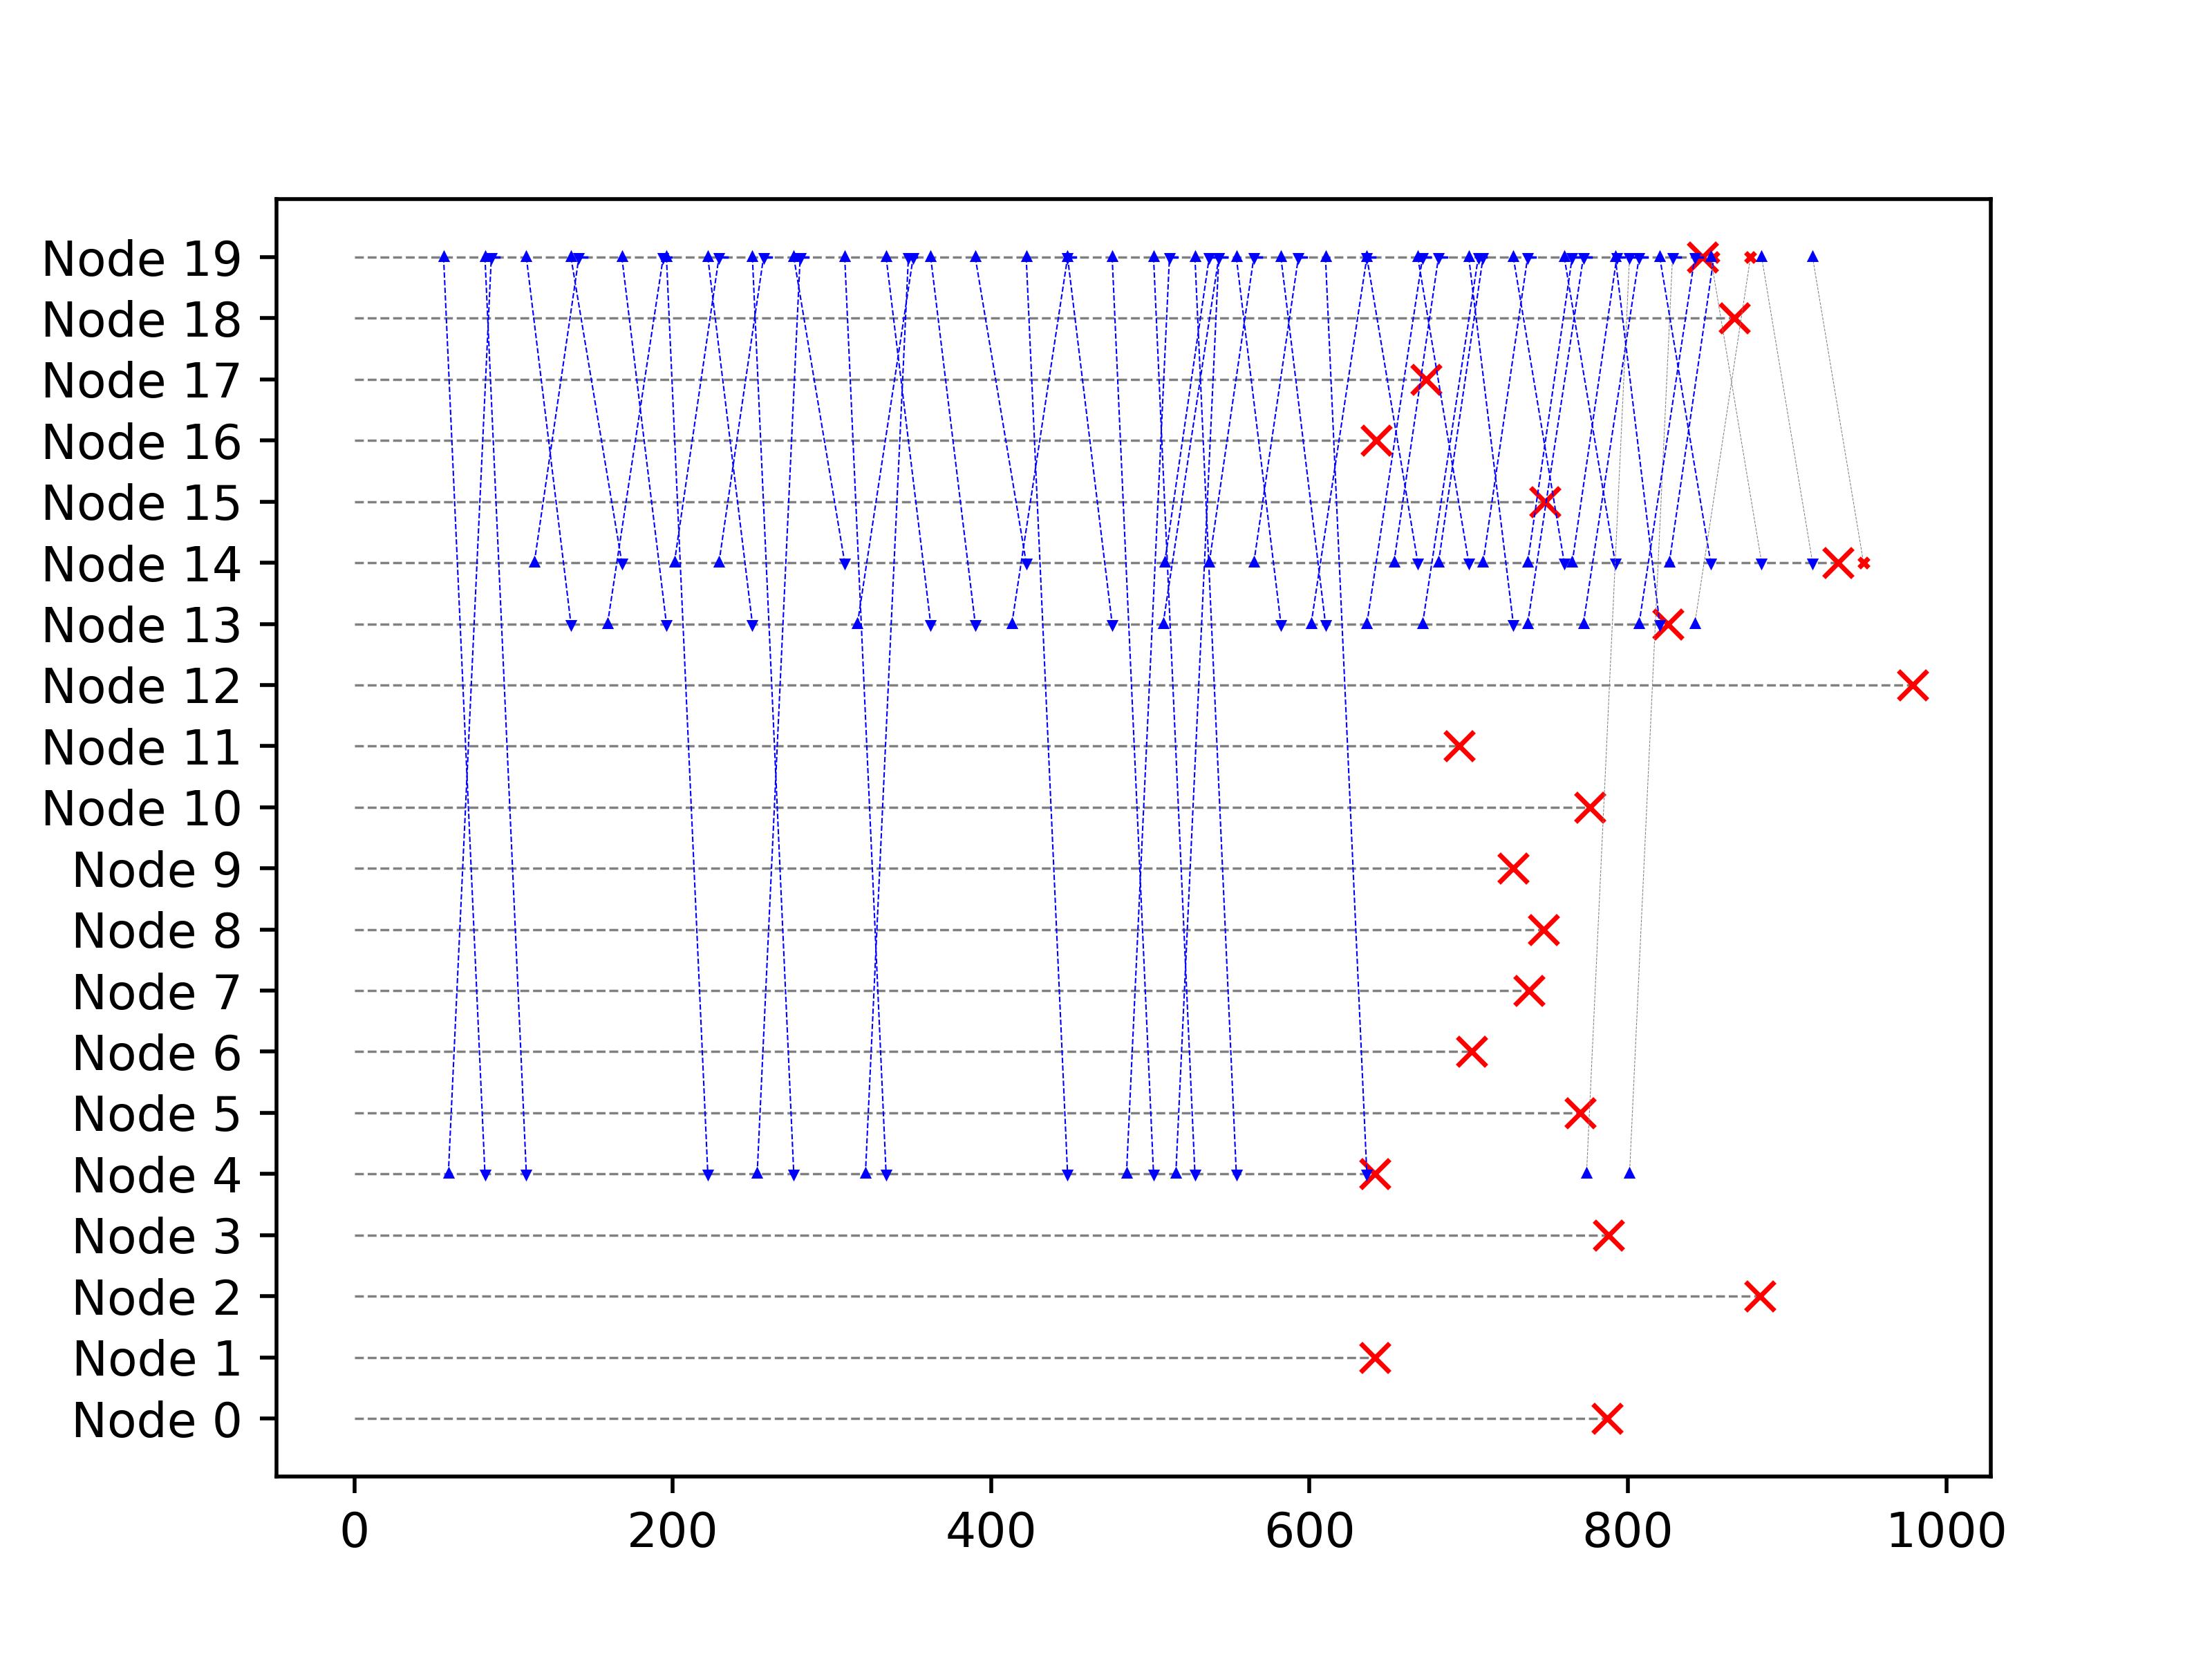 Node 19
Node 18
Node 17
Node 16
Node 15
Node 14
Node 13
Node 12
Node 11
Node 10
Node 9
Node 8
Node 7
Node 6
Node 5
Node 4
Node 3
Node 2
Node 1
Node 0
0 200 400 600 800 1000